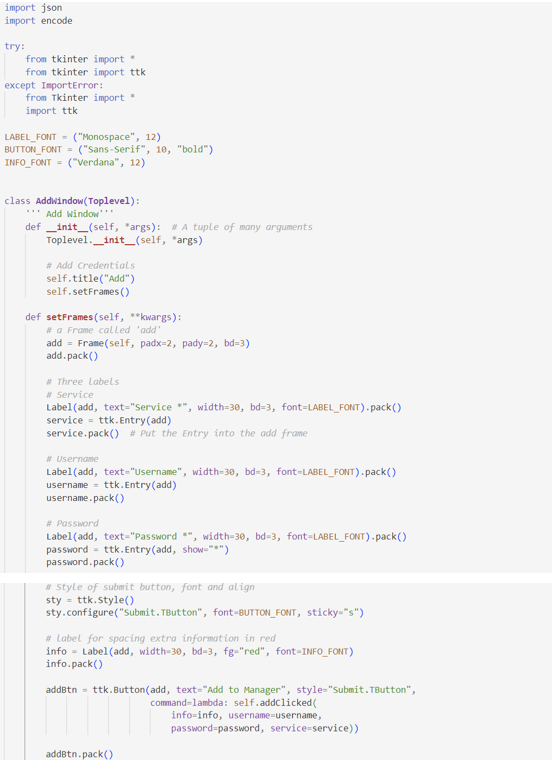 import json
import encode
try:
from tkinter import *
from tkinter import ttk
except ImportError:
from Tkinter import *
import ttk
LABEL_FONT = ("Monospace", 12)
BUTTON_FONT = ("Sans-Serif", 10, "bold")
INFO_FONT = ("Verdana", 12)
class AddWindow(Toplevel):
''' Add Window'''
def __init__(self, *args):  # A tuple of many arguments
Toplevel.__init__(self, *args)
# Add Credentials
self.title("Add")
self.setFrames()
def setFrames(self, **kwargs):
# a Frame called 'add'
add = Frame(self, padx=2, pady=2, bd=3)
add.pack()
# Three labels
# Service
Label(add, text="Service *", width=30, bd=3, font=LABEL_FONT).pack()
service = ttk.Entry(add)
service.pack()  # Put the Entry into the add frame
# Username
Label(add, text="Username", width=30, bd=3, font=LABEL_FONT).pack()
username = ttk.Entry(add)
username.pack()
# Password
Label(add, text="Password *", width=30, bd=3, font=LABEL_FONT).pack()
password = ttk.Entry(add, show="*")
password.pack()
# Style of submit button, font and align
sty = ttk.Style()
sty.configure("Submit.TButton", font=BUTTON_FONT, sticky="s")
# label for spacing extra information in red
info = Label(add, width=30, bd=3, fg="red", font=INFO_FONT)
info.pack()
addBtn = ttk.Button(add, text="Add to Manager", style="Submit.TButton",
command=lambda: self.addClicked(
info=info, username=username,
password=password, service=service))
addBtn.pack()